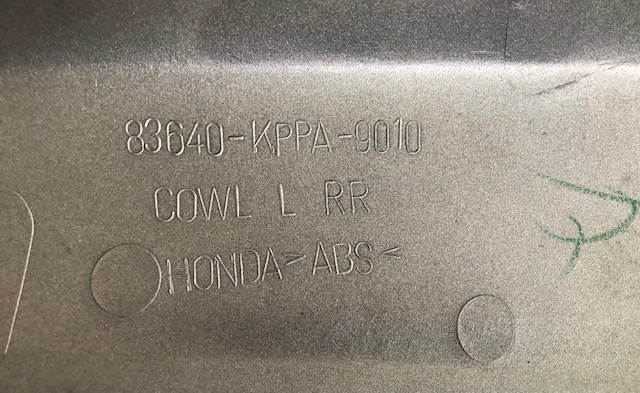 83640-KPPA-9010
COWL L RR
HONDA>ABS<